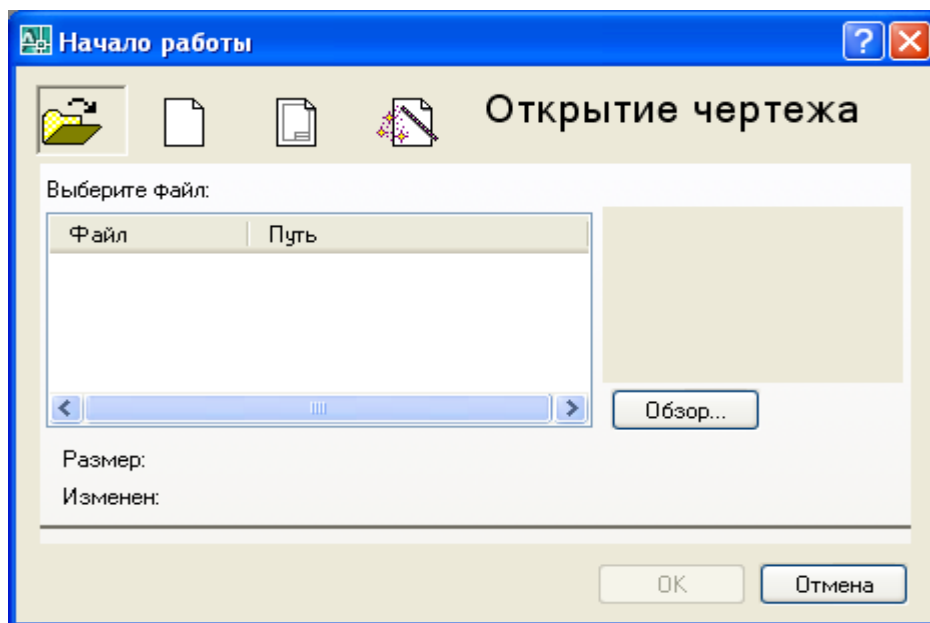 Начало работы
Открытие чертежа
Выберите файл:
Файл Путь
Обзор...
Размер:
Изменен:
OK Отмена